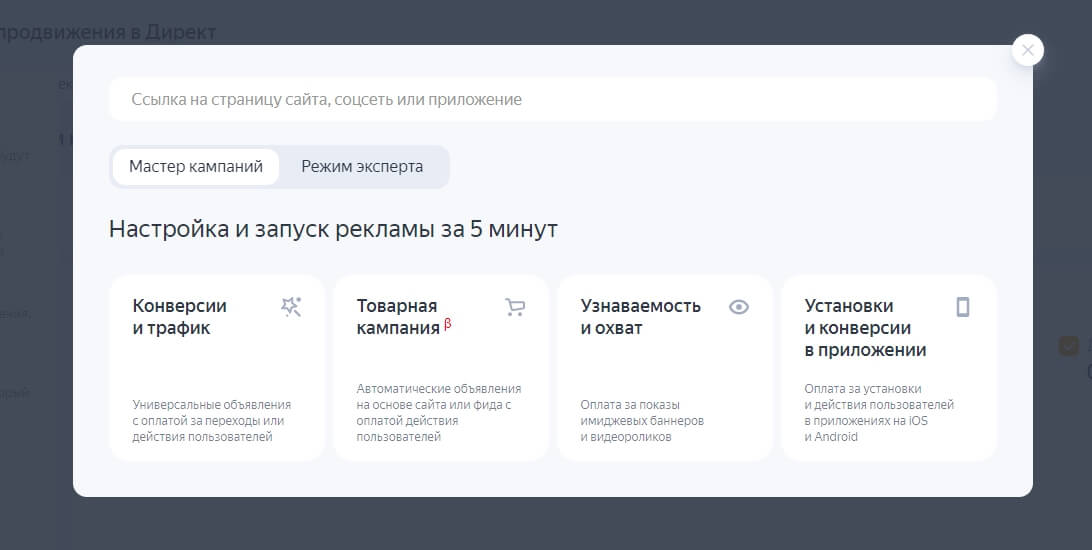 продвижения в Директ
Ссылка на страницу сайта, соцсеть или приложение
Мастер кампаний
Режим эксперта
Настройка и запуск рекламы за 5 минут
Конверсии
и трафик
Универсальные объявления
с оплатой за переходы или
действия пользователей
Товарная
кампания β
Автоматические объявления
на основе сайта или фида с
оплатой действия
пользователей
Узнаваемость
и охват
Оплата за показы
имиджевых баннеров
и видеороликов
Установки
и конверсии
в приложении
Оплата за установки
и действия пользователей
в приложениях на iOS
и Android